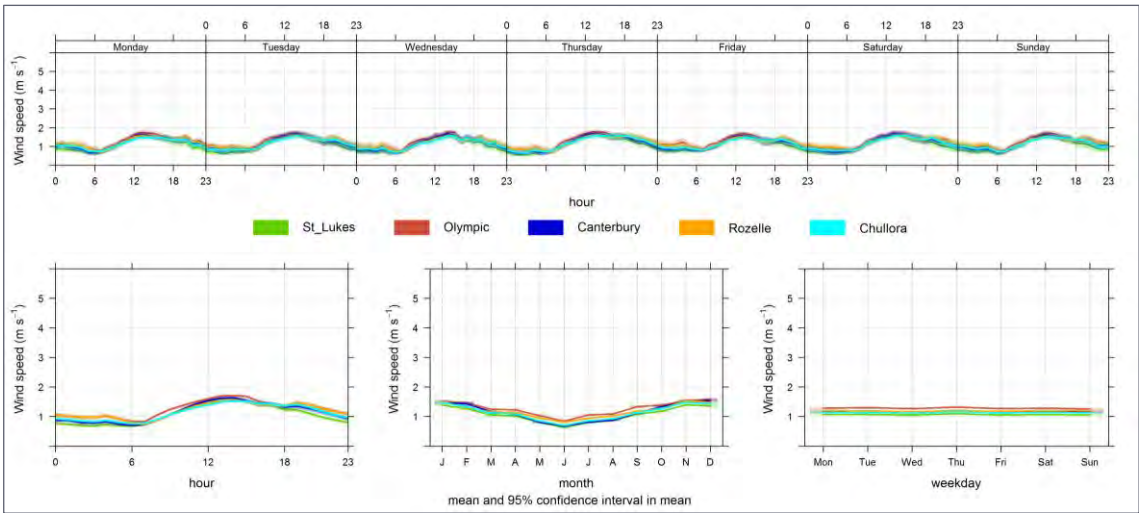 0 6 12 18 23 0 6 12 18 23 0 6 12 18 23
Monday Tuesday Wednesday Thursday Friday Saturday Sunday
Wind speed (m s⁻¹)
5
4
3
2
1
0 6 12 18 23 0 6 12 18 23 0 6 12 18 23 0 6 12 18 23
hour
St_Lukes Olympic Canterbury Rozelle Chullora
Wind speed (m s⁻¹) Wind speed (m s⁻¹) Wind speed (m s⁻¹)
5 5 5
4 4 4
3 3 3
2 2 2
1 1 1
0 6 12 18 23 J F M A M J J A S O N D Mon Tue Wed Thu Fri Sat Sun
hour month weekday
mean and 95% confidence interval in mean